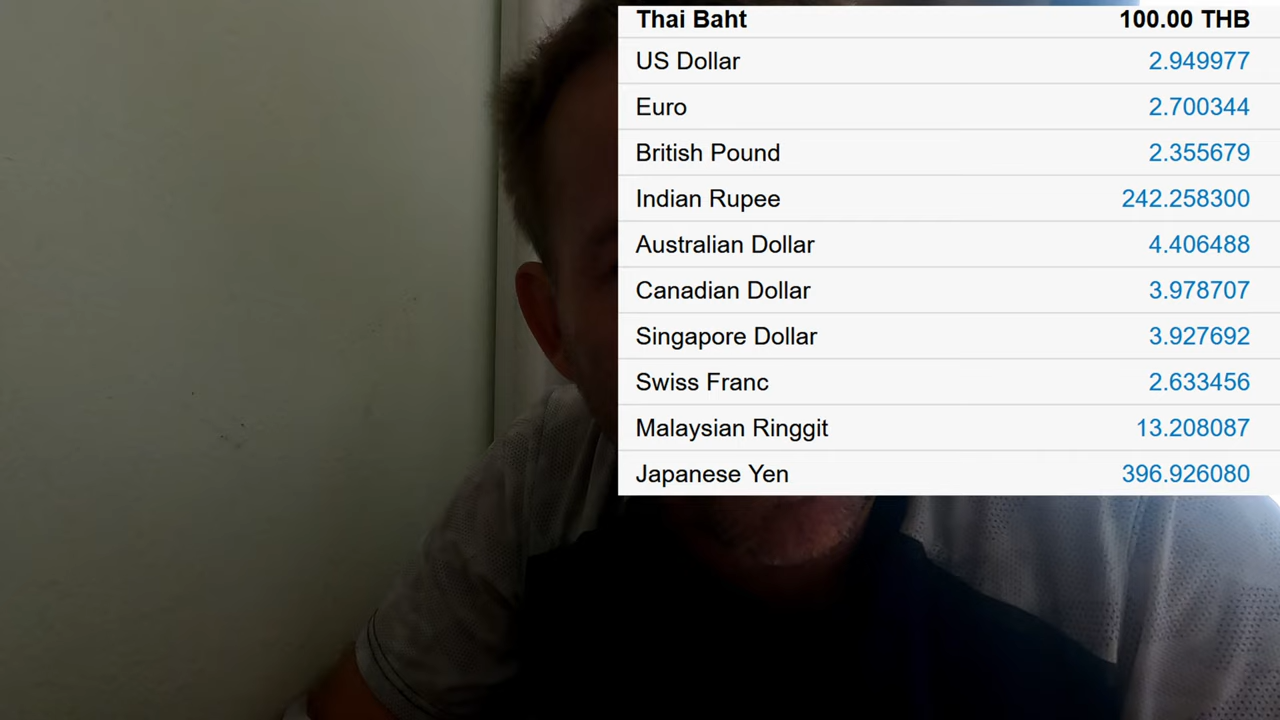 Thai Baht 100.00 THB
US Dollar 2.949977
Euro 2.700344
British Pound 2.355679
Indian Rupee 242.258300
Australian Dollar 4.406488
Canadian Dollar 3.978707
Singapore Dollar 3.927692
Swiss Franc 2.633456
Malaysian Ringgit 13.208087
Japanese Yen 396.926080